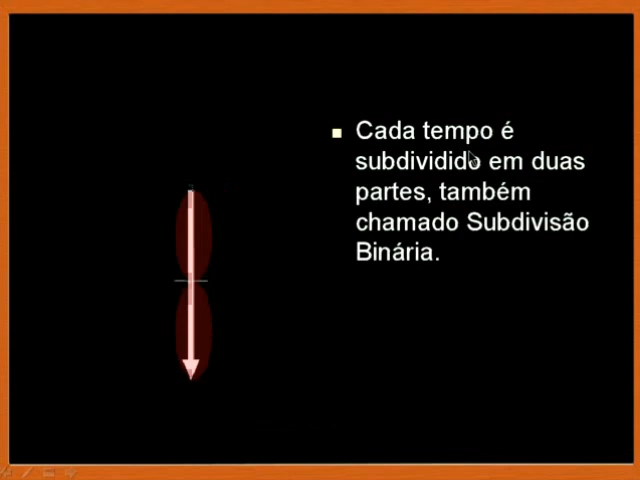 Cada tempo é
subdividido em duas
partes, também
chamado Subdivisão
Binária.